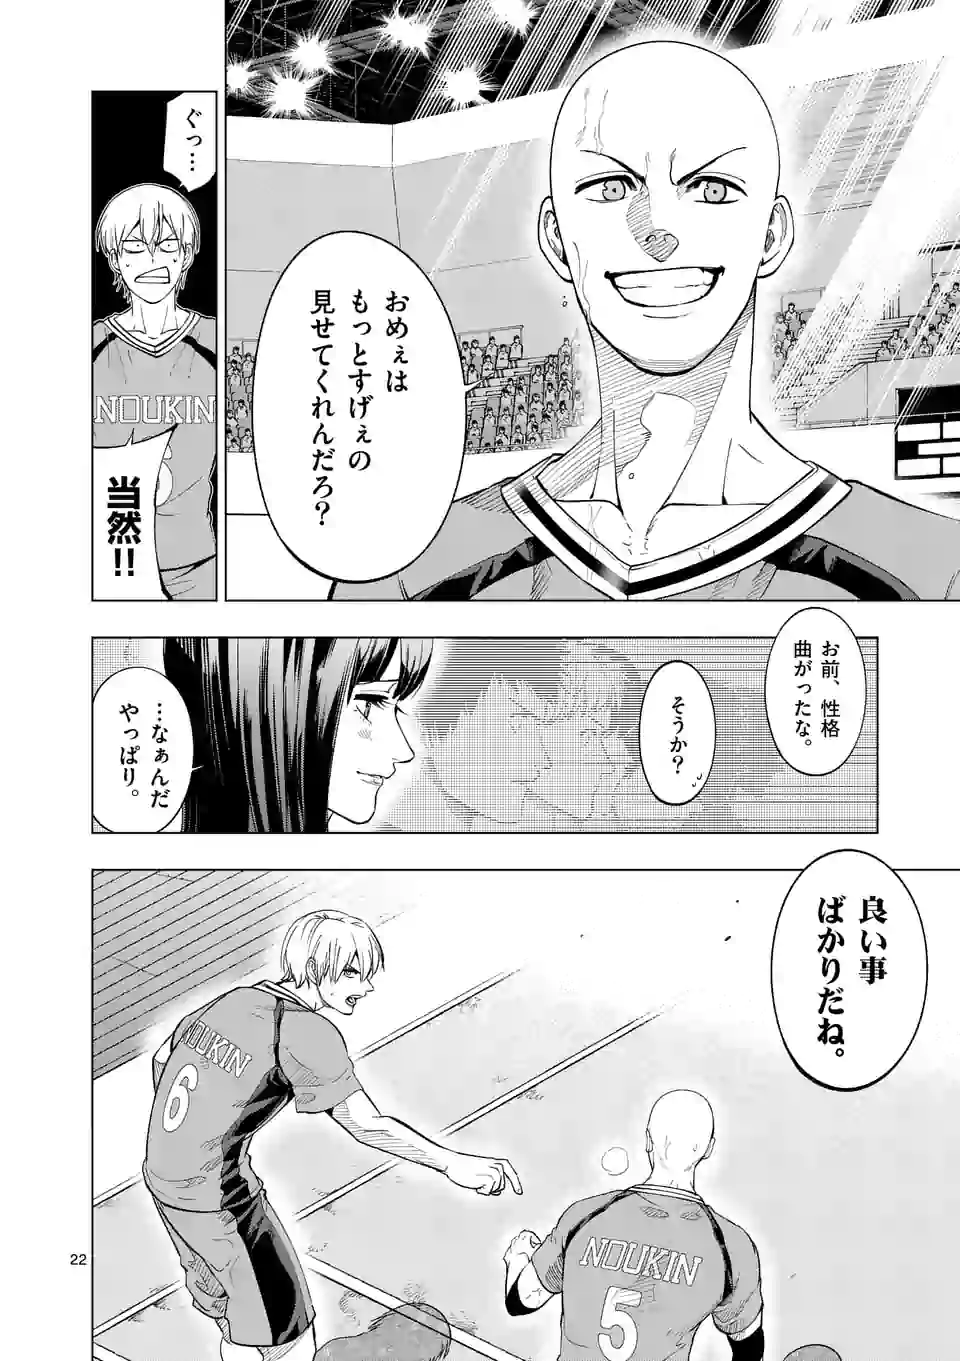 おめぇは
もっとすげぇの
見せてくれんだろ？
ぐっ…
NOUKIN
当然!!
お前、性格
曲がったな。
そうか？
…なぁんだ
やっぱり。
良い事
ばかりだね。
NOUKIN
6
NOUKIN
5
22